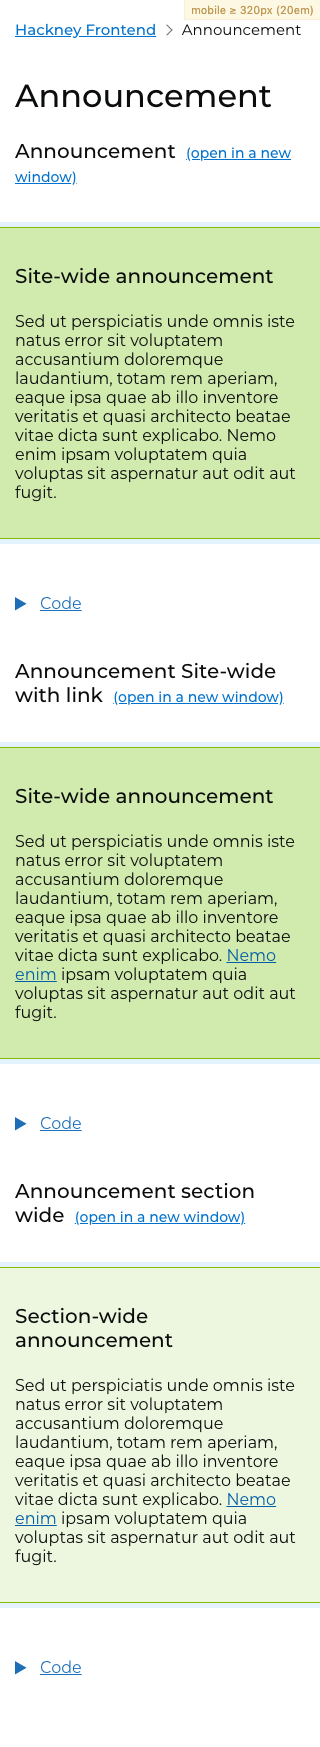 mobile ≥ 320px (20em)
Hackney Frontend > Announcement
Announcement
Announcement (open in a new
window)
Site-wide announcement
Sed ut perspiciatis unde omnis iste
natus error sit voluptatem
accusantium doloremque
laudantium, totam rem aperiam,
eaque ipsa quae ab illo inventore
veritatis et quasi architecto beatae
vitae dicta sunt explicabo. Nemo
enim ipsam voluptatem quia
voluptas sit aspernatur aut odit aut
fugit.
Code
Announcement Site-wide
with link (open in a new window)
Site-wide announcement
Sed ut perspiciatis unde omnis iste
natus error sit voluptatem
accusantium doloremque
laudantium, totam rem aperiam,
eaque ipsa quae ab illo inventore
veritatis et quasi architecto beatae
vitae dicta sunt explicabo. Nemo
enim ipsam voluptatem quia
voluptas sit aspernatur aut odit aut
fugit.
Code
Announcement section
wide (open in a new window)
Section-wide
announcement
Sed ut perspiciatis unde omnis iste
natus error sit voluptatem
accusantium doloremque
laudantium, totam rem aperiam,
eaque ipsa quae ab illo inventore
veritatis et quasi architecto beatae
vitae dicta sunt explicabo. Nemo
enim ipsam voluptatem quia
voluptas sit aspernatur aut odit aut
fugit.
Code